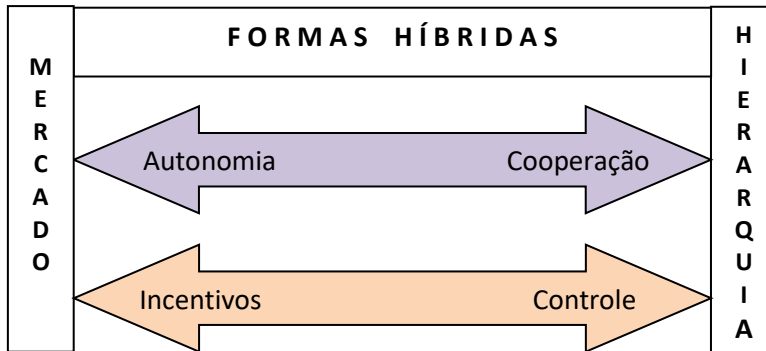 FORMAS HÍBRIDAS
MERCADO
HIERARQUIA
Autonomia Cooperação
Incentivos Controle